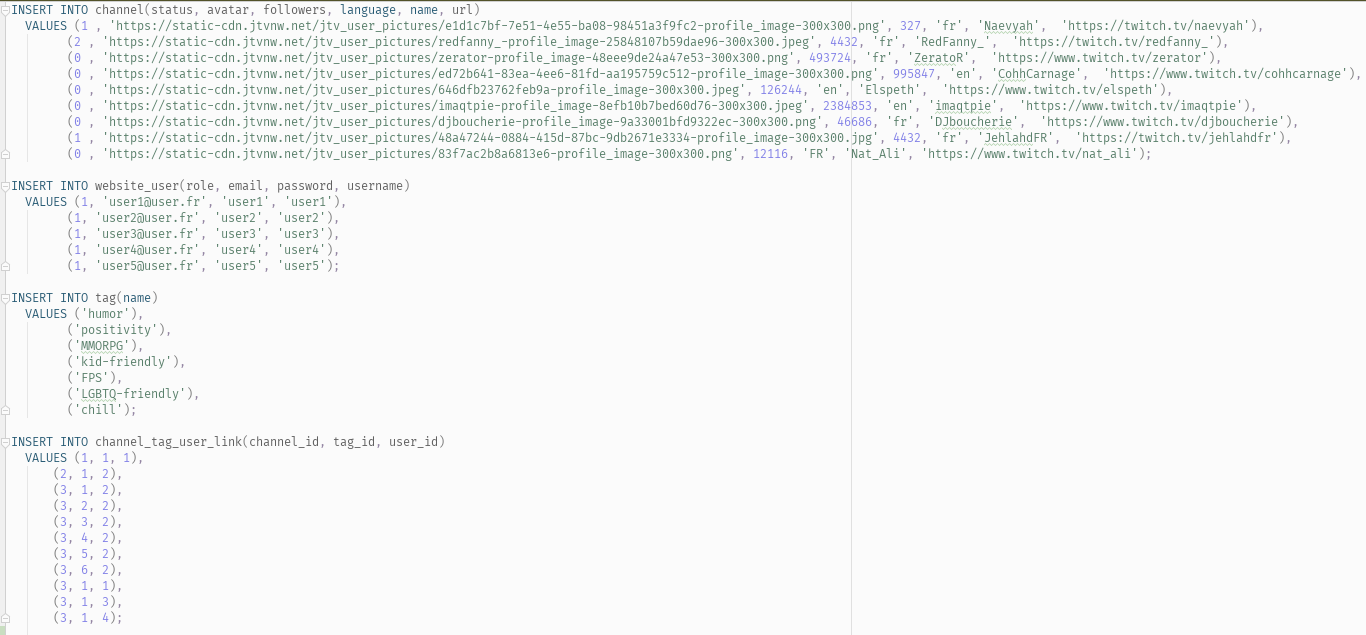 INSERT INTO channel(status, avatar, followers, language, name, url)
VALUES (1 , 'https://static-cdn.jtvnw.net/jtv_user_pictures/e1d1c7bf-7e51-4e55-ba08-98451a3f9fc2-profile_image-300x300.png', 327, 'fr', 'Naevyah', 'https://twitch.tv/naevyah'),
(2 , 'https://static-cdn.jtvnw.net/jtv_user_pictures/redfanny_-profile_image-25848107b59dae96-300x300.jpeg', 4432, 'fr', 'RedFanny_', 'https://twitch.tv/redfanny_'),
(0 , 'https://static-cdn.jtvnw.net/jtv_user_pictures/zerator-profile_image-48eee9de24a47e53-300x300.png', 493724, 'fr', 'ZeratoR', 'https://www.twitch.tv/zerator'),
(0 , 'https://static-cdn.jtvnw.net/jtv_user_pictures/ed72b641-83ea-4ee6-81fd-aa195759c512-profile_image-300x300.png', 995847, 'en', 'CohhCarnage', 'https://www.twitch.tv/cohhcarnage'),
(0 , 'https://static-cdn.jtvnw.net/jtv_user_pictures/646dfb23762feb9a-profile_image-300x300.jpeg', 126244, 'en', 'Elspeth', 'https://www.twitch.tv/elspeth'),
(0 , 'https://static-cdn.jtvnw.net/jtv_user_pictures/imaqtpie-profile_image-8efb10b7bed60d76-300x300.jpeg', 2384853, 'en', 'imaqtpie', 'https://www.twitch.tv/imaqtpie'),
(0 , 'https://static-cdn.jtvnw.net/jtv_user_pictures/djboucherie-profile_image-9a33001bfd9322ec-300x300.png', 46686, 'fr', 'DJboucherie', 'https://www.twitch.tv/djboucherie'),
(1 , 'https://static-cdn.jtvnw.net/jtv_user_pictures/48a47244-0884-415d-87bc-9db2671e3334-profile_image-300x300.jpg', 4432, 'fr', 'JehlahdFR', 'https://twitch.tv/jehlahdfr'),
(0 , 'https://static-cdn.jtvnw.net/jtv_user_pictures/83f7ac2b8a6813e6-profile_image-300x300.png', 12116, 'FR', 'Nat_Ali', 'https://www.twitch.tv/nat_ali');
INSERT INTO website_user(role, email, password, username)
VALUES (1, 'user1@user.fr', 'user1', 'user1'),
(1, 'user2@user.fr', 'user2', 'user2'),
(1, 'user3@user.fr', 'user3', 'user3'),
(1, 'user4@user.fr', 'user4', 'user4'),
(1, 'user5@user.fr', 'user5', 'user5');
INSERT INTO tag(name)
VALUES ('humor'),
('positivity'),
('MMORPG'),
('kid-friendly'),
('FPS'),
('LGBTQ-friendly'),
('chill');
INSERT INTO channel_tag_user_link(channel_id, tag_id, user_id)
VALUES (1, 1, 1),
(2, 1, 2),
(3, 1, 2),
(3, 2, 2),
(3, 3, 2),
(3, 4, 2),
(3, 5, 2),
(3, 6, 2),
(3, 1, 1),
(3, 1, 3),
(3, 1, 4);